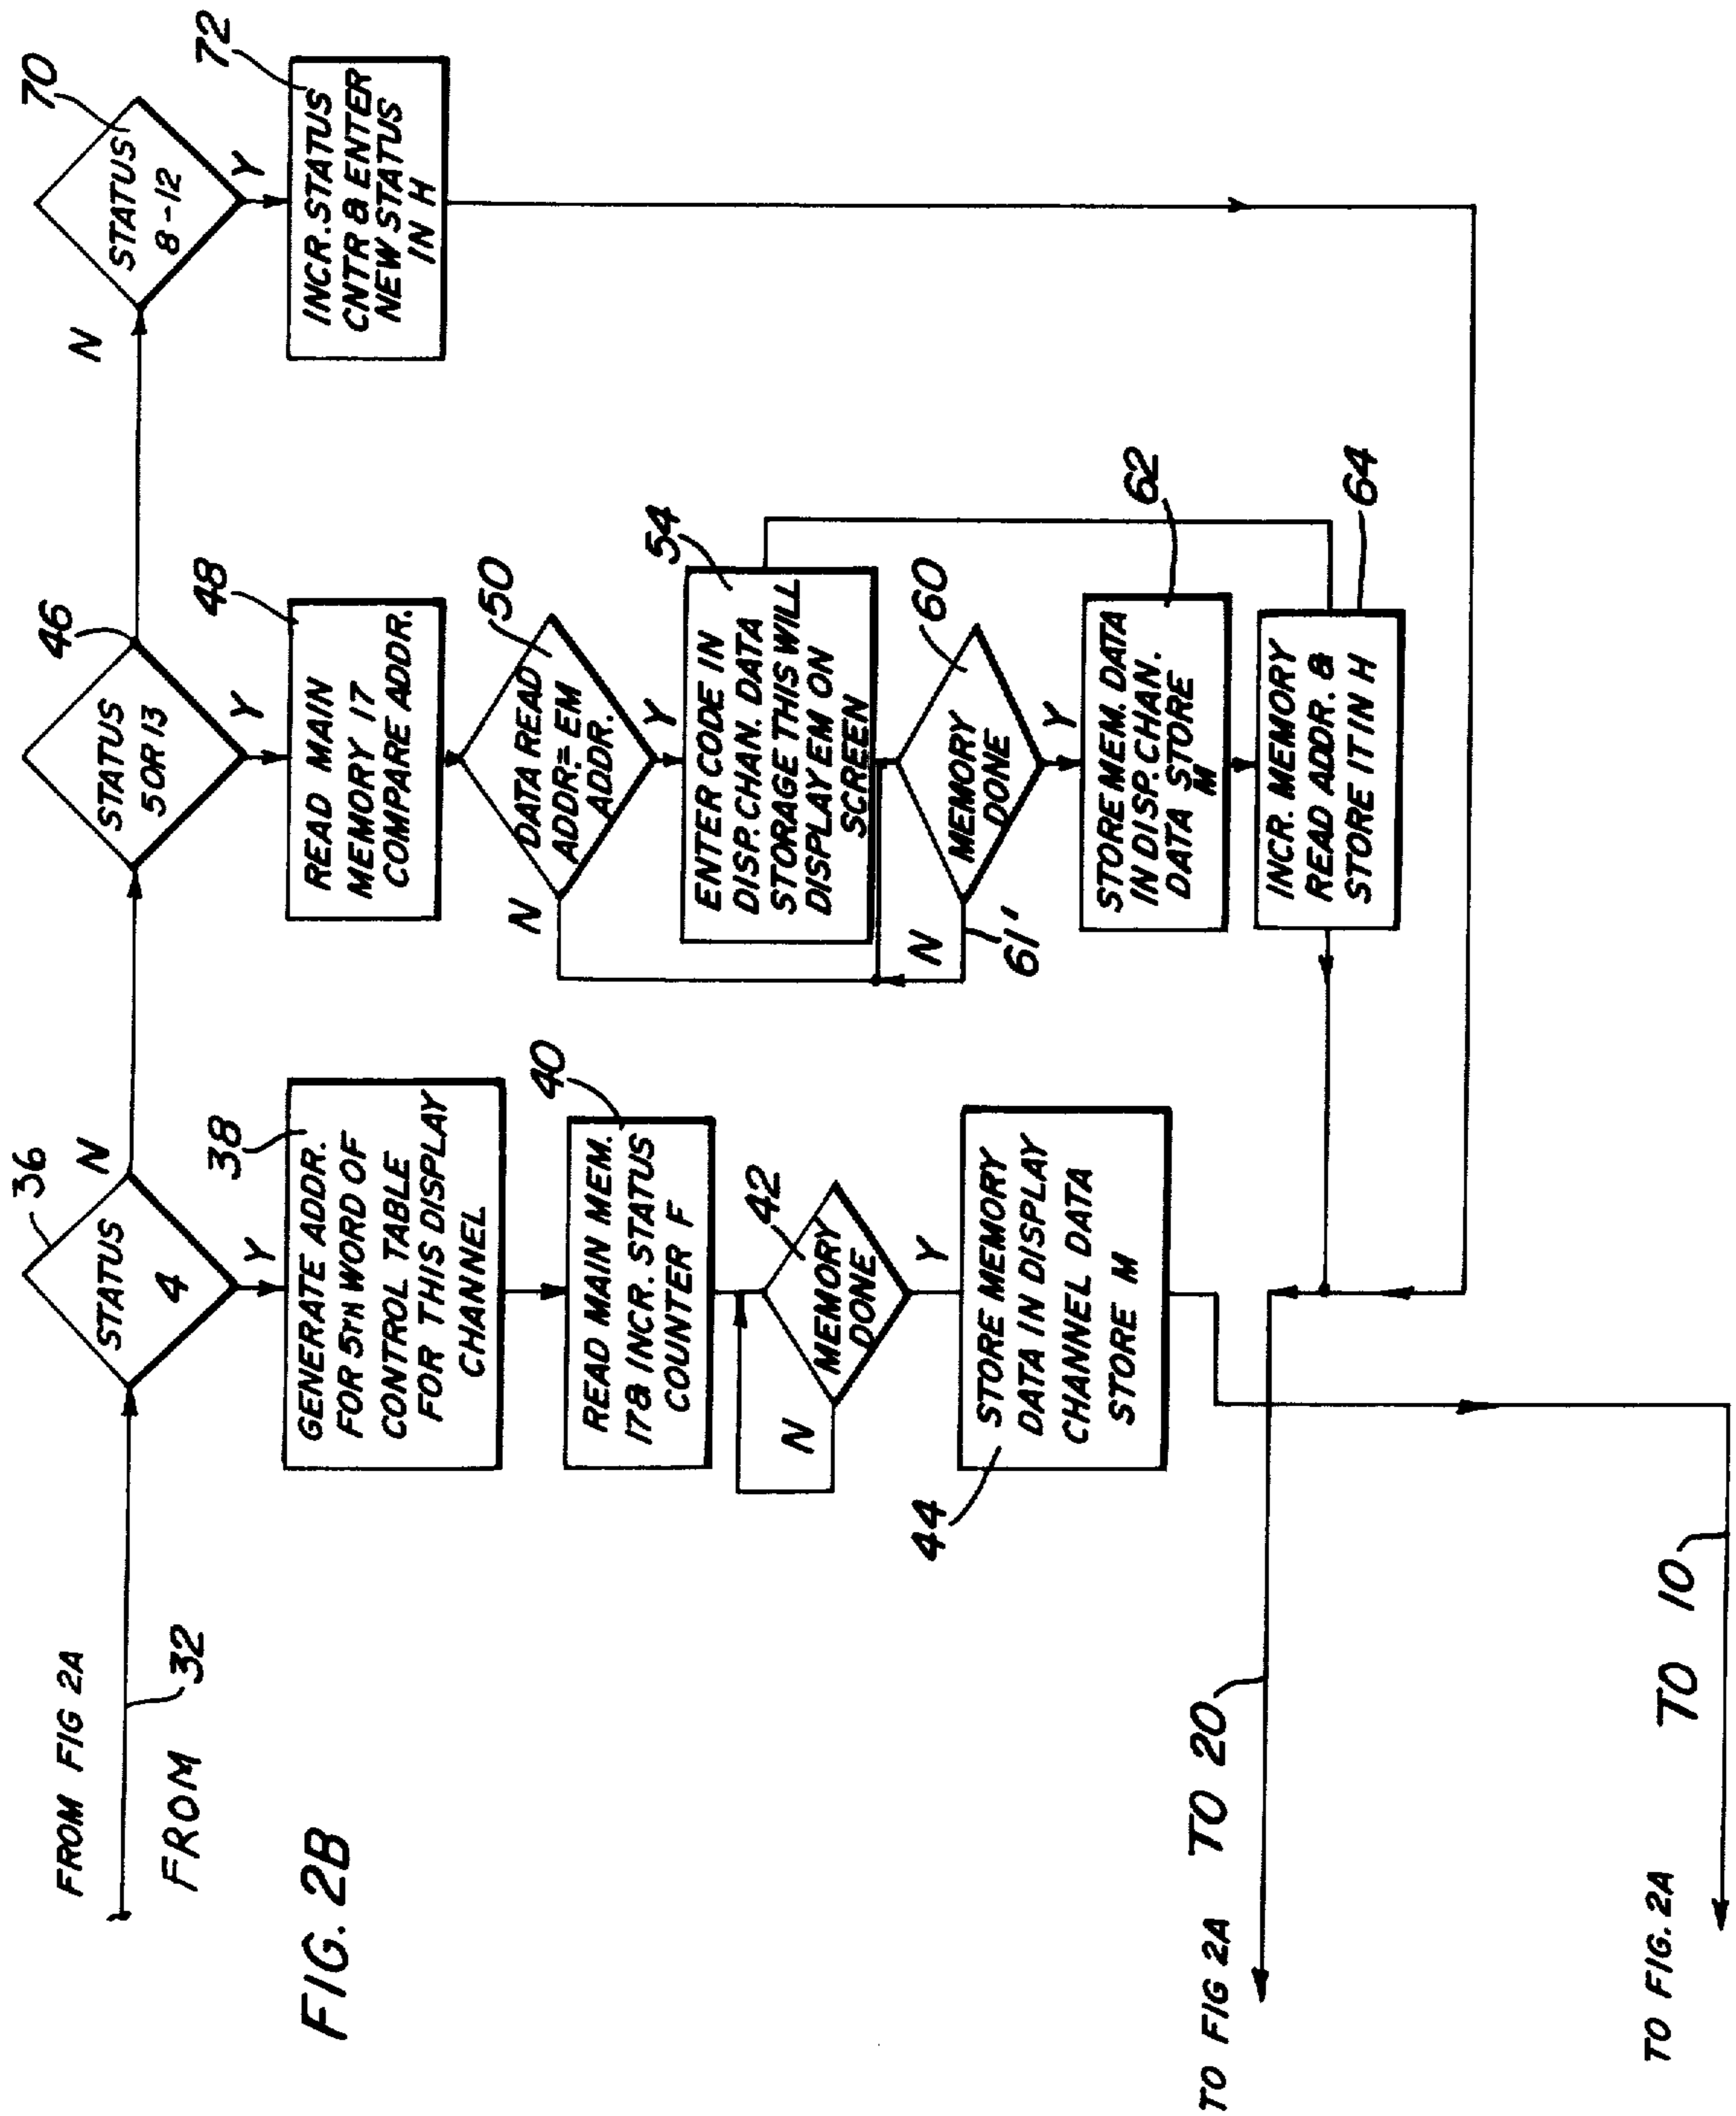 FROM FIG 2A
FROM 32
FIG. 2B
36
STATUS
4
N
Y
38
GENERATE ADDR.
FOR 5TH WORD OF
CONTROL TABLE
FOR THIS DISPLAY
CHANNEL
40
READ MAIN MEM.
17 & INCR. STATUS
COUNTER F
42
MEMORY
DONE
N
Y
44
STORE MEMORY
DATA IN DISPLAY
CHANNEL DATA
STORE M
46
STATUS
5 OR 13
N
Y
48
READ MAIN
MEMORY 17
COMPARE ADDR.
50
DATA READ
ADDR.= EM
ADDR.
N
Y
54
ENTER CODE IN
DISP. CHAN. DATA
STORAGE THIS WILL
DISPLAY EM ON
SCREEN
60
MEMORY
DONE
N
61'
Y
62
STORE MEM. DATA
IN DISP. CHAN.
DATA STORE
M
64
INCR. MEMORY
READ ADDR. &
STORE IT IN H
70
STATUS
8-12
Y
72
INCR. STATUS
CNTR & ENTER
NEW STATUS
IN H
TO FIG 2A TO 20
TO FIG. 2A TO 10